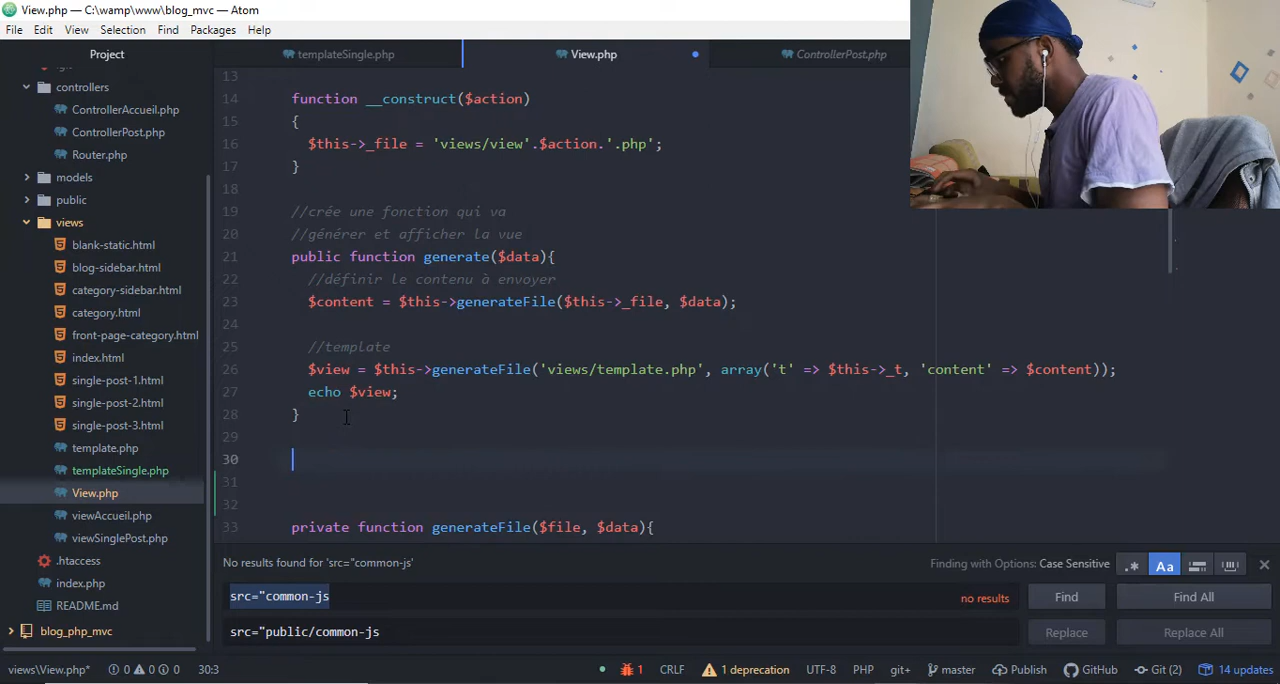 View.php — C:\wamp\www\blog_mvc — Atom
File Edit View Selection Find Packages Help
Project
templateSingle.php
View.php
ControllerPost.php
controllers
ControllerAccueil.php
ControllerPost.php
Router.php
models
public
views
blank-static.html
blog-sidebar.html
category-sidebar.html
category.html
front-page-category.html
index.html
single-post-1.html
single-post-2.html
single-post-3.html
template.php
templateSingle.php
View.php
viewAccueil.php
viewSinglePost.php
.htaccess
index.php
README.md
blog_php_mvc
13
14 function __construct($action)
15 {
16 $this->_file = 'views/view'.$action.'.php';
17 }
18
19 //crée une fonction qui va
20 //générer et afficher la vue
21 public function generate($data){
22 //définir le contenu à envoyer
23 $content = $this->generateFile($this->_file, $data);
24
25 //template
26 $view = $this->generateFile('views/template.php', array('t' => $this->_t, 'content' => $content));
27 echo $view;
28 }
29
30
31
32
33 private function generateFile($file, $data){
No results found for 'src="common-js'
Finding with Options: Case Sensitive
.* Aa
src="common-js
no results
Find
Find All
src="public/common-js
Replace
Replace All
views\View.php* 0 0 0 30:3
1 CRLF 1 deprecation UTF-8 PHP git+ master Publish GitHub Git (2) 14 updates